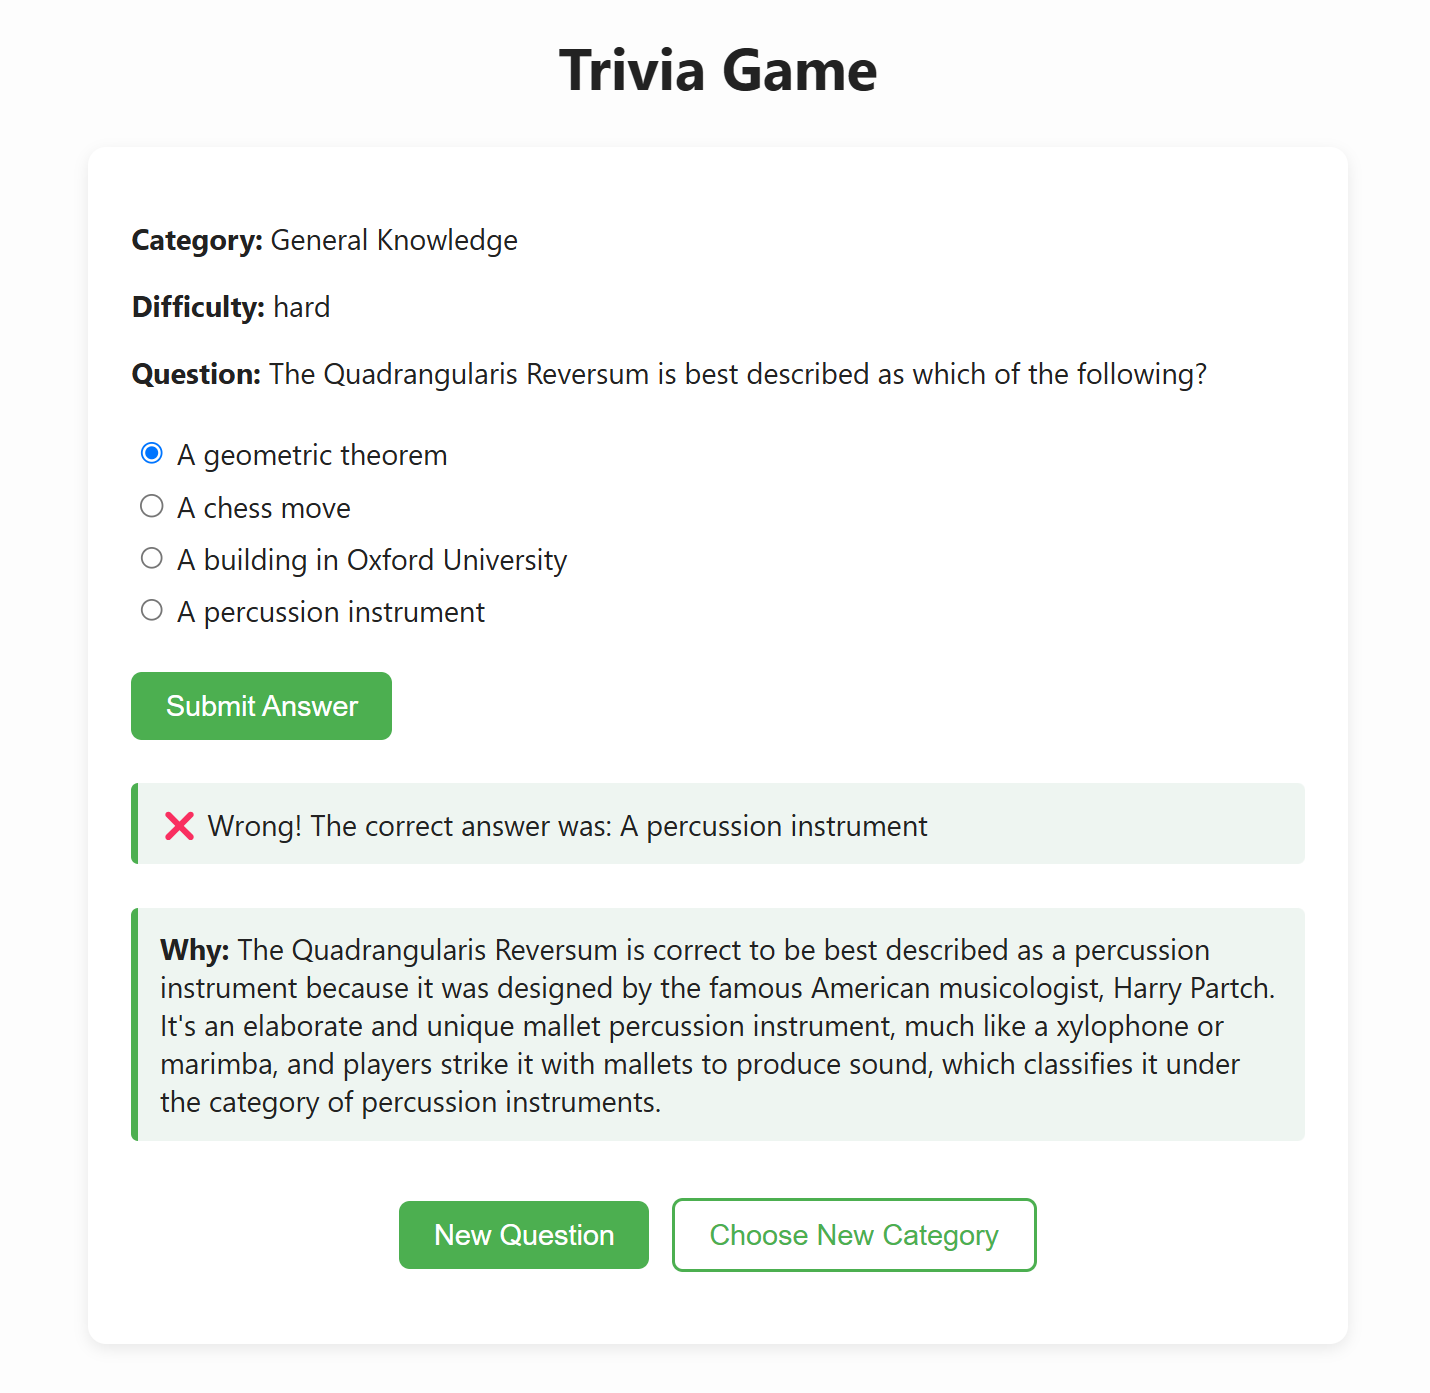 Trivia Game
Category: General Knowledge
Difficulty: hard
Question: The Quadrangularis Reversum is best described as which of the following?
A geometric theorem
A chess move
A building in Oxford University
A percussion instrument
Submit Answer
❌ Wrong! The correct answer was: A percussion instrument
Why: The Quadrangularis Reversum is correct to be best described as a percussion
instrument because it was designed by the famous American musicologist, Harry Partch.
It's an elaborate and unique mallet percussion instrument, much like a xylophone or
marimba, and players strike it with mallets to produce sound, which classifies it under
the category of percussion instruments.
New Question
Choose New Category